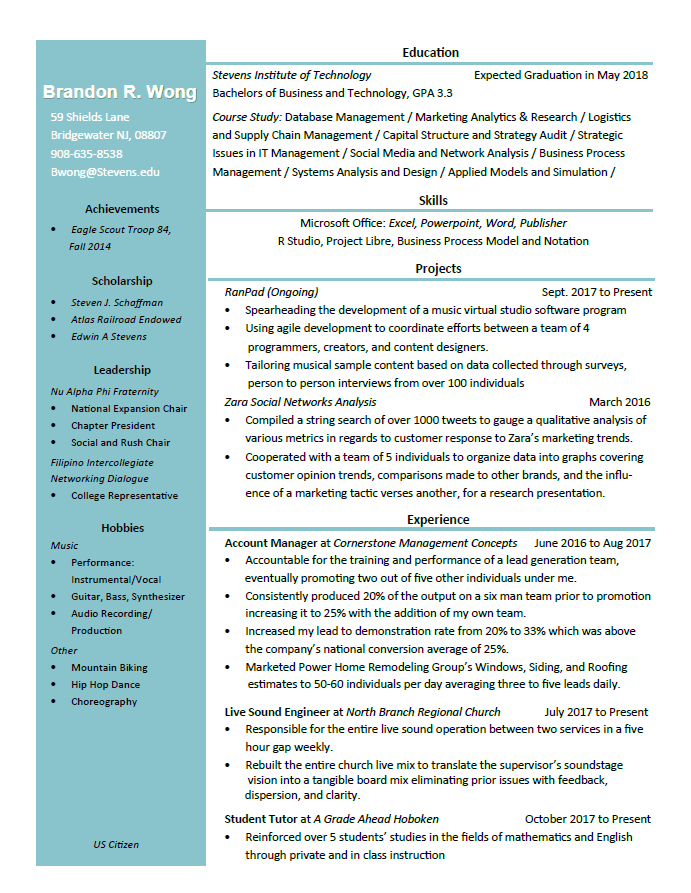 Brandon R. Wong
59 Shields Lane
Bridgewater NJ, 08807
908-635-8538
Bwong@Stevens.edu
Achievements
• Eagle Scout Troop 84,
Fall 2014
Scholarship
• Steven J. Schaffman
• Atlas Railroad Endowed
• Edwin A Stevens
Leadership
Nu Alpha Phi Fraternity
• National Expansion Chair
• Chapter President
• Social and Rush Chair
Filipino Intercollegiate
Networking Dialogue
• College Representative
Hobbies
Music
• Performance:
Instrumental/Vocal
• Guitar, Bass, Synthesizer
• Audio Recording/
Production
Other
• Mountain Biking
• Hip Hop Dance
• Choreography
US Citizen
Education
Stevens Institute of Technology Expected Graduation in May 2018
Bachelors of Business and Technology, GPA 3.3
Course Study: Database Management / Marketing Analytics & Research / Logistics
and Supply Chain Management / Capital Structure and Strategy Audit / Strategic
Issues in IT Management / Social Media and Network Analysis / Business Process
Management / Systems Analysis and Design / Applied Models and Simulation /
Skills
Microsoft Office: Excel, Powerpoint, Word, Publisher
R Studio, Project Libre, Business Process Model and Notation
Projects
RanPad (Ongoing) Sept. 2017 to Present
• Spearheading the development of a music virtual studio software program
• Using agile development to coordinate efforts between a team of 4
programmers, creators, and content designers.
• Tailoring musical sample content based on data collected through surveys,
person to person interviews from over 100 individuals
Zara Social Networks Analysis March 2016
• Compiled a string search of over 1000 tweets to gauge a qualitative analysis of
various metrics in regards to customer response to Zara's marketing trends.
• Cooperated with a team of 5 individuals to organize data into graphs covering
customer opinion trends, comparisons made to other brands, and the influ-
ence of a marketing tactic verses another, for a research presentation.
Experience
Account Manager at Cornerstone Management Concepts June 2016 to Aug 2017
• Accountable for the training and performance of a lead generation team,
eventually promoting two out of five other individuals under me.
• Consistently produced 20% of the output on a six man team prior to promotion
increasing it to 25% with the addition of my own team.
• Increased my lead to demonstration rate from 20% to 33% which was above
the company's national conversion average of 25%.
• Marketed Power Home Remodeling Group's Windows, Siding, and Roofing
estimates to 50-60 individuals per day averaging three to five leads daily.
Live Sound Engineer at North Branch Regional Church July 2017 to Present
• Responsible for the entire live sound operation between two services in a five
hour gap weekly.
• Rebuilt the entire church live mix to translate the supervisor's soundstage
vision into a tangible board mix eliminating prior issues with feedback,
dispersion, and clarity.
Student Tutor at A Grade Ahead Hoboken October 2017 to Present
• Reinforced over 5 students' studies in the fields of mathematics and English
through private and in class instruction